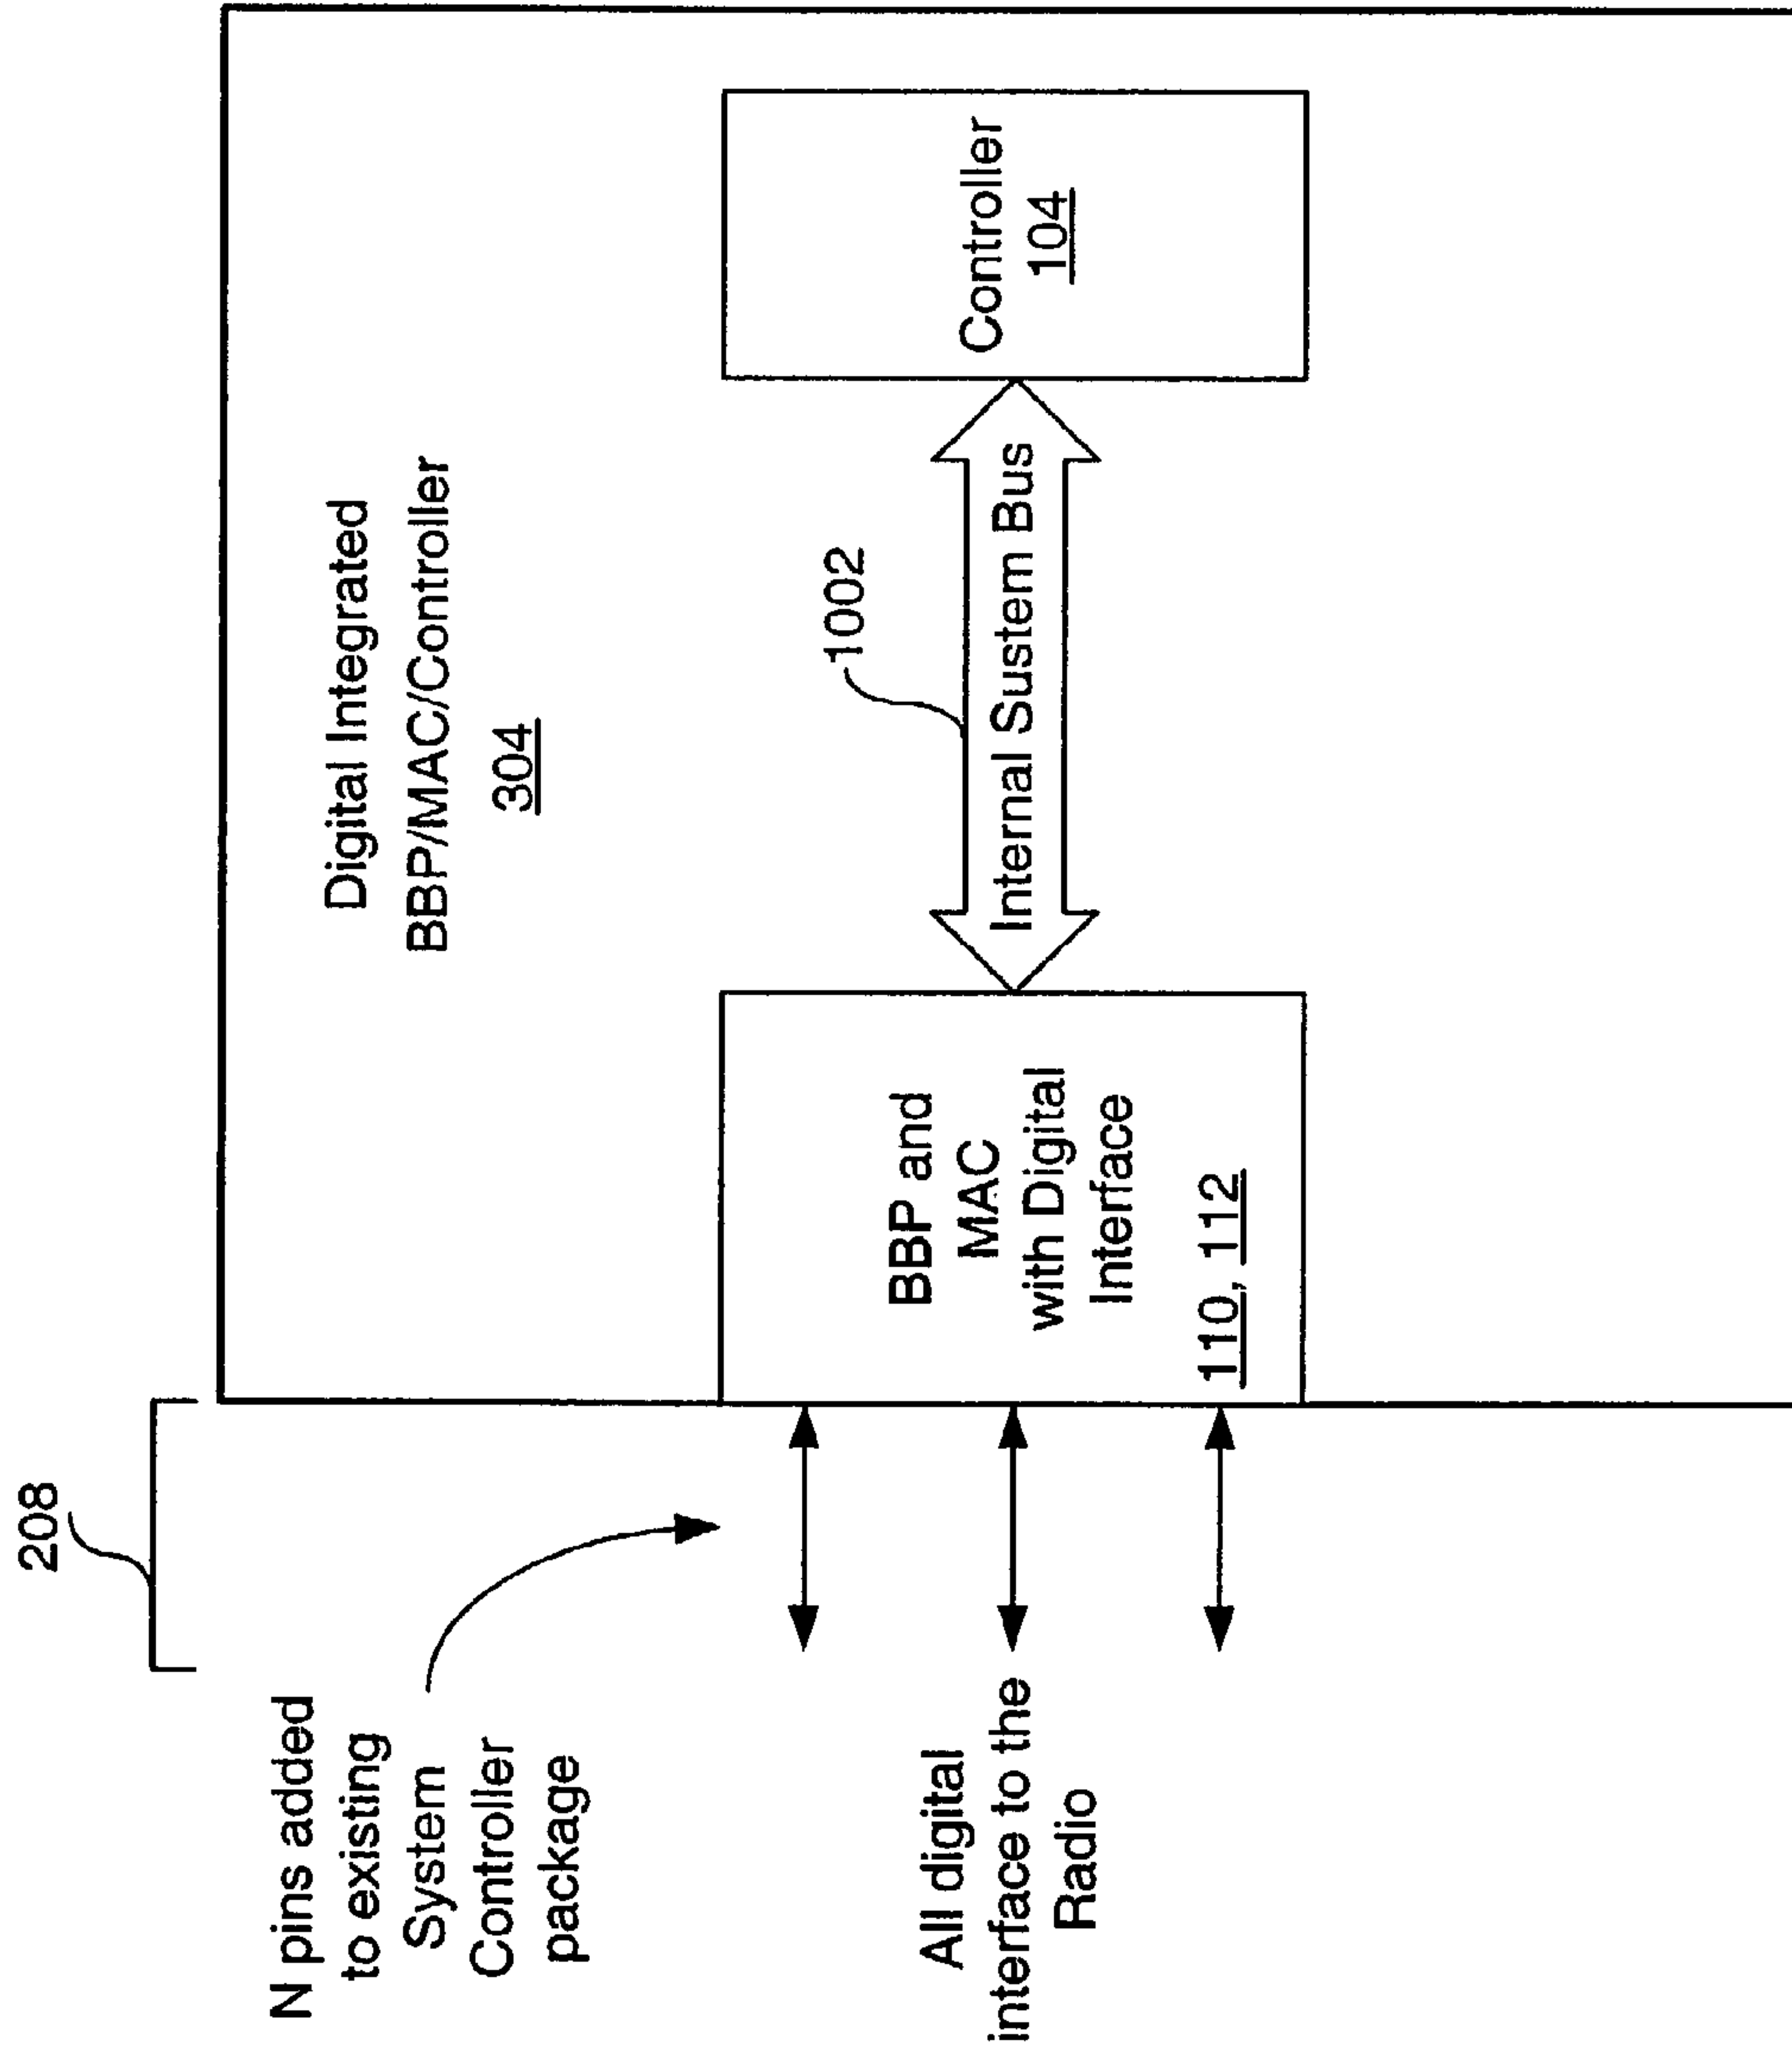 208
N pins added
to existing
System
Controller
package
All digital
interface to the
Radio
Digital Integrated
BBP/MAC/Controller
304
BBP and
MAC
with Digital
Interface
110, 112
1002
Internal Sustem Bus
Controller
104